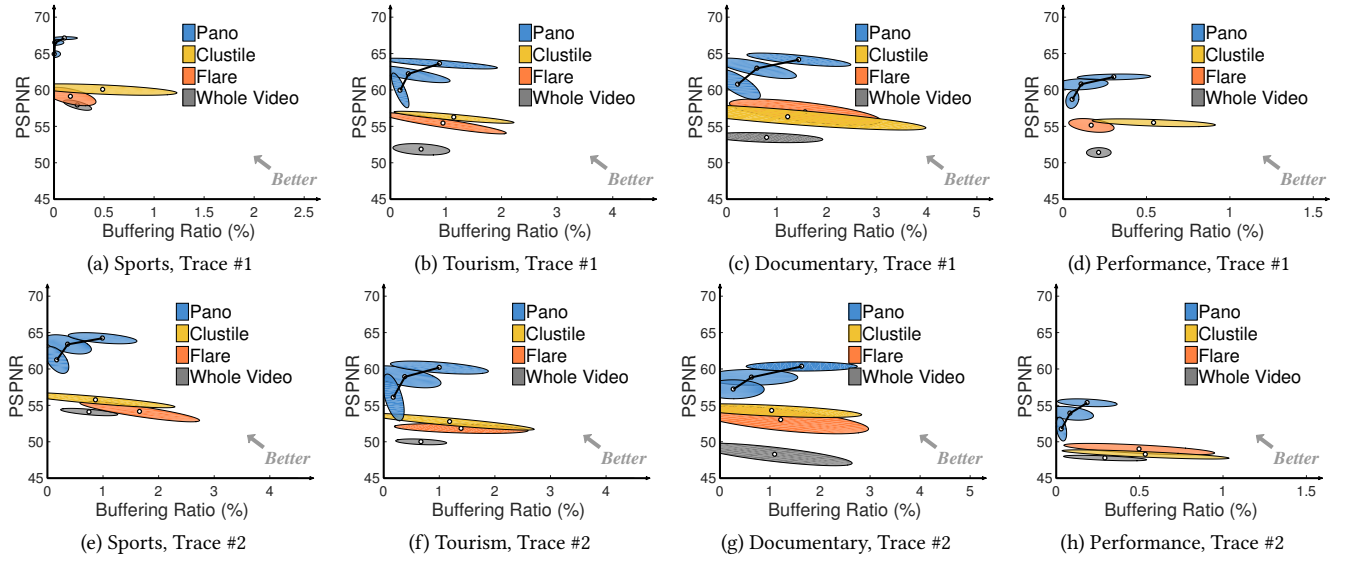 70
65
60
55
50
45
PSPNR
Pano
Clustile
Flare
Whole Video
Better
0 0.5 1 1.5 2 2.5
Buffering Ratio (%)
(a) Sports, Trace #1
70
65
60
55
50
45
PSPNR
Pano
Clustile
Flare
Whole Video
Better
0 1 2 3 4
Buffering Ratio (%)
(b) Tourism, Trace #1
70
65
60
55
50
45
PSPNR
Pano
Clustile
Flare
Whole Video
Better
0 1 2 3 4 5
Buffering Ratio (%)
(c) Documentary, Trace #1
70
65
60
55
50
45
PSPNR
Pano
Clustile
Flare
Whole Video
Better
0 0.5 1 1.5
Buffering Ratio (%)
(d) Performance, Trace #1
70
65
60
55
50
45
PSPNR
Pano
Clustile
Flare
Whole Video
Better
0 1 2 3 4
Buffering Ratio (%)
(e) Sports, Trace #2
70
65
60
55
50
45
PSPNR
Pano
Clustile
Flare
Whole Video
Better
0 1 2 3 4
Buffering Ratio (%)
(f) Tourism, Trace #2
70
65
60
55
50
45
PSPNR
Pano
Clustile
Flare
Whole Video
Better
0 1 2 3 4 5
Buffering Ratio (%)
(g) Documentary, Trace #2
70
65
60
55
50
45
PSPNR
Pano
Clustile
Flare
Whole Video
Better
0 0.5 1 1.5
Buffering Ratio (%)
(h) Performance, Trace #2